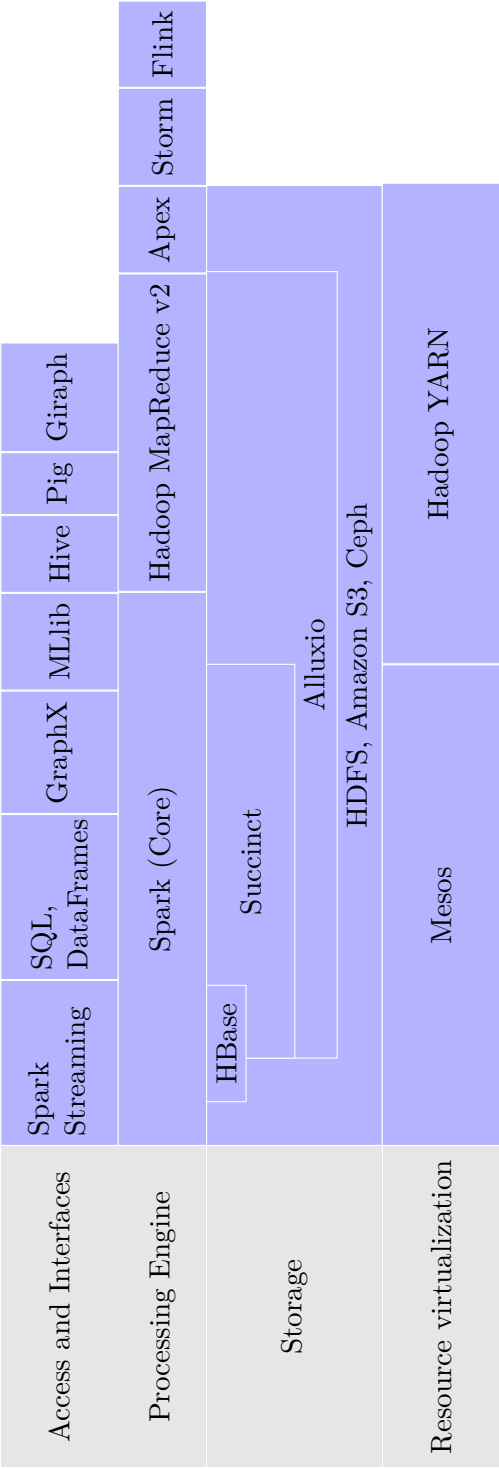 Access and Interfaces
Spark
Streaming
SQL,
DataFrames
GraphX
MLlib
Hive
Pig
Giraph
Processing Engine
Spark (Core)
Hadoop MapReduce v2
Apex
Storm
Flink
Storage
HBase
Succinct
Alluxio
HDFS, Amazon S3, Ceph
Resource virtualization
Mesos
Hadoop YARN